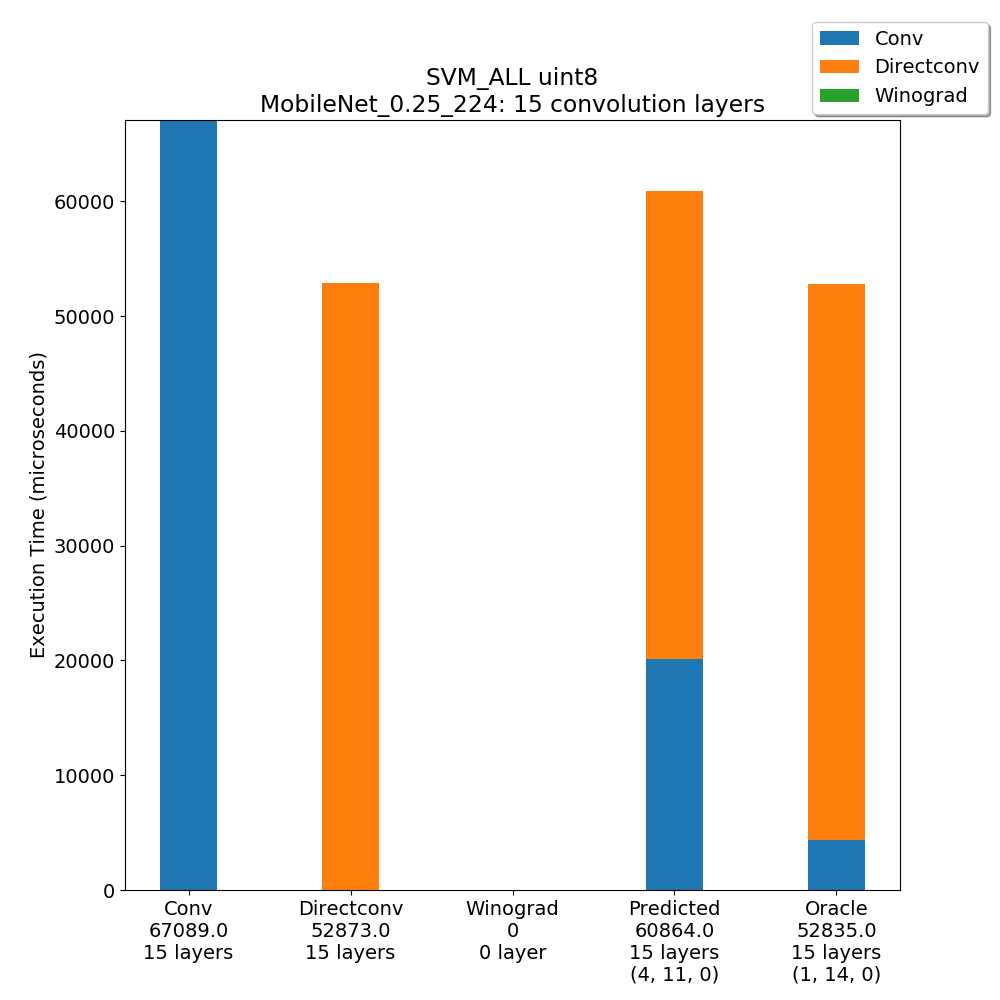 Conv
Directconv
Winograd
SVM_ALL uint8
MobileNet_0.25_224: 15 convolution layers
Execution Time (microseconds)
60000
50000
40000
30000
20000
10000
0
Conv
67089.0
15 layers
Directconv
52873.0
15 layers
Winograd
0
0 layer
Predicted
60864.0
15 layers
(4, 11, 0)
Oracle
52835.0
15 layers
(1, 14, 0)